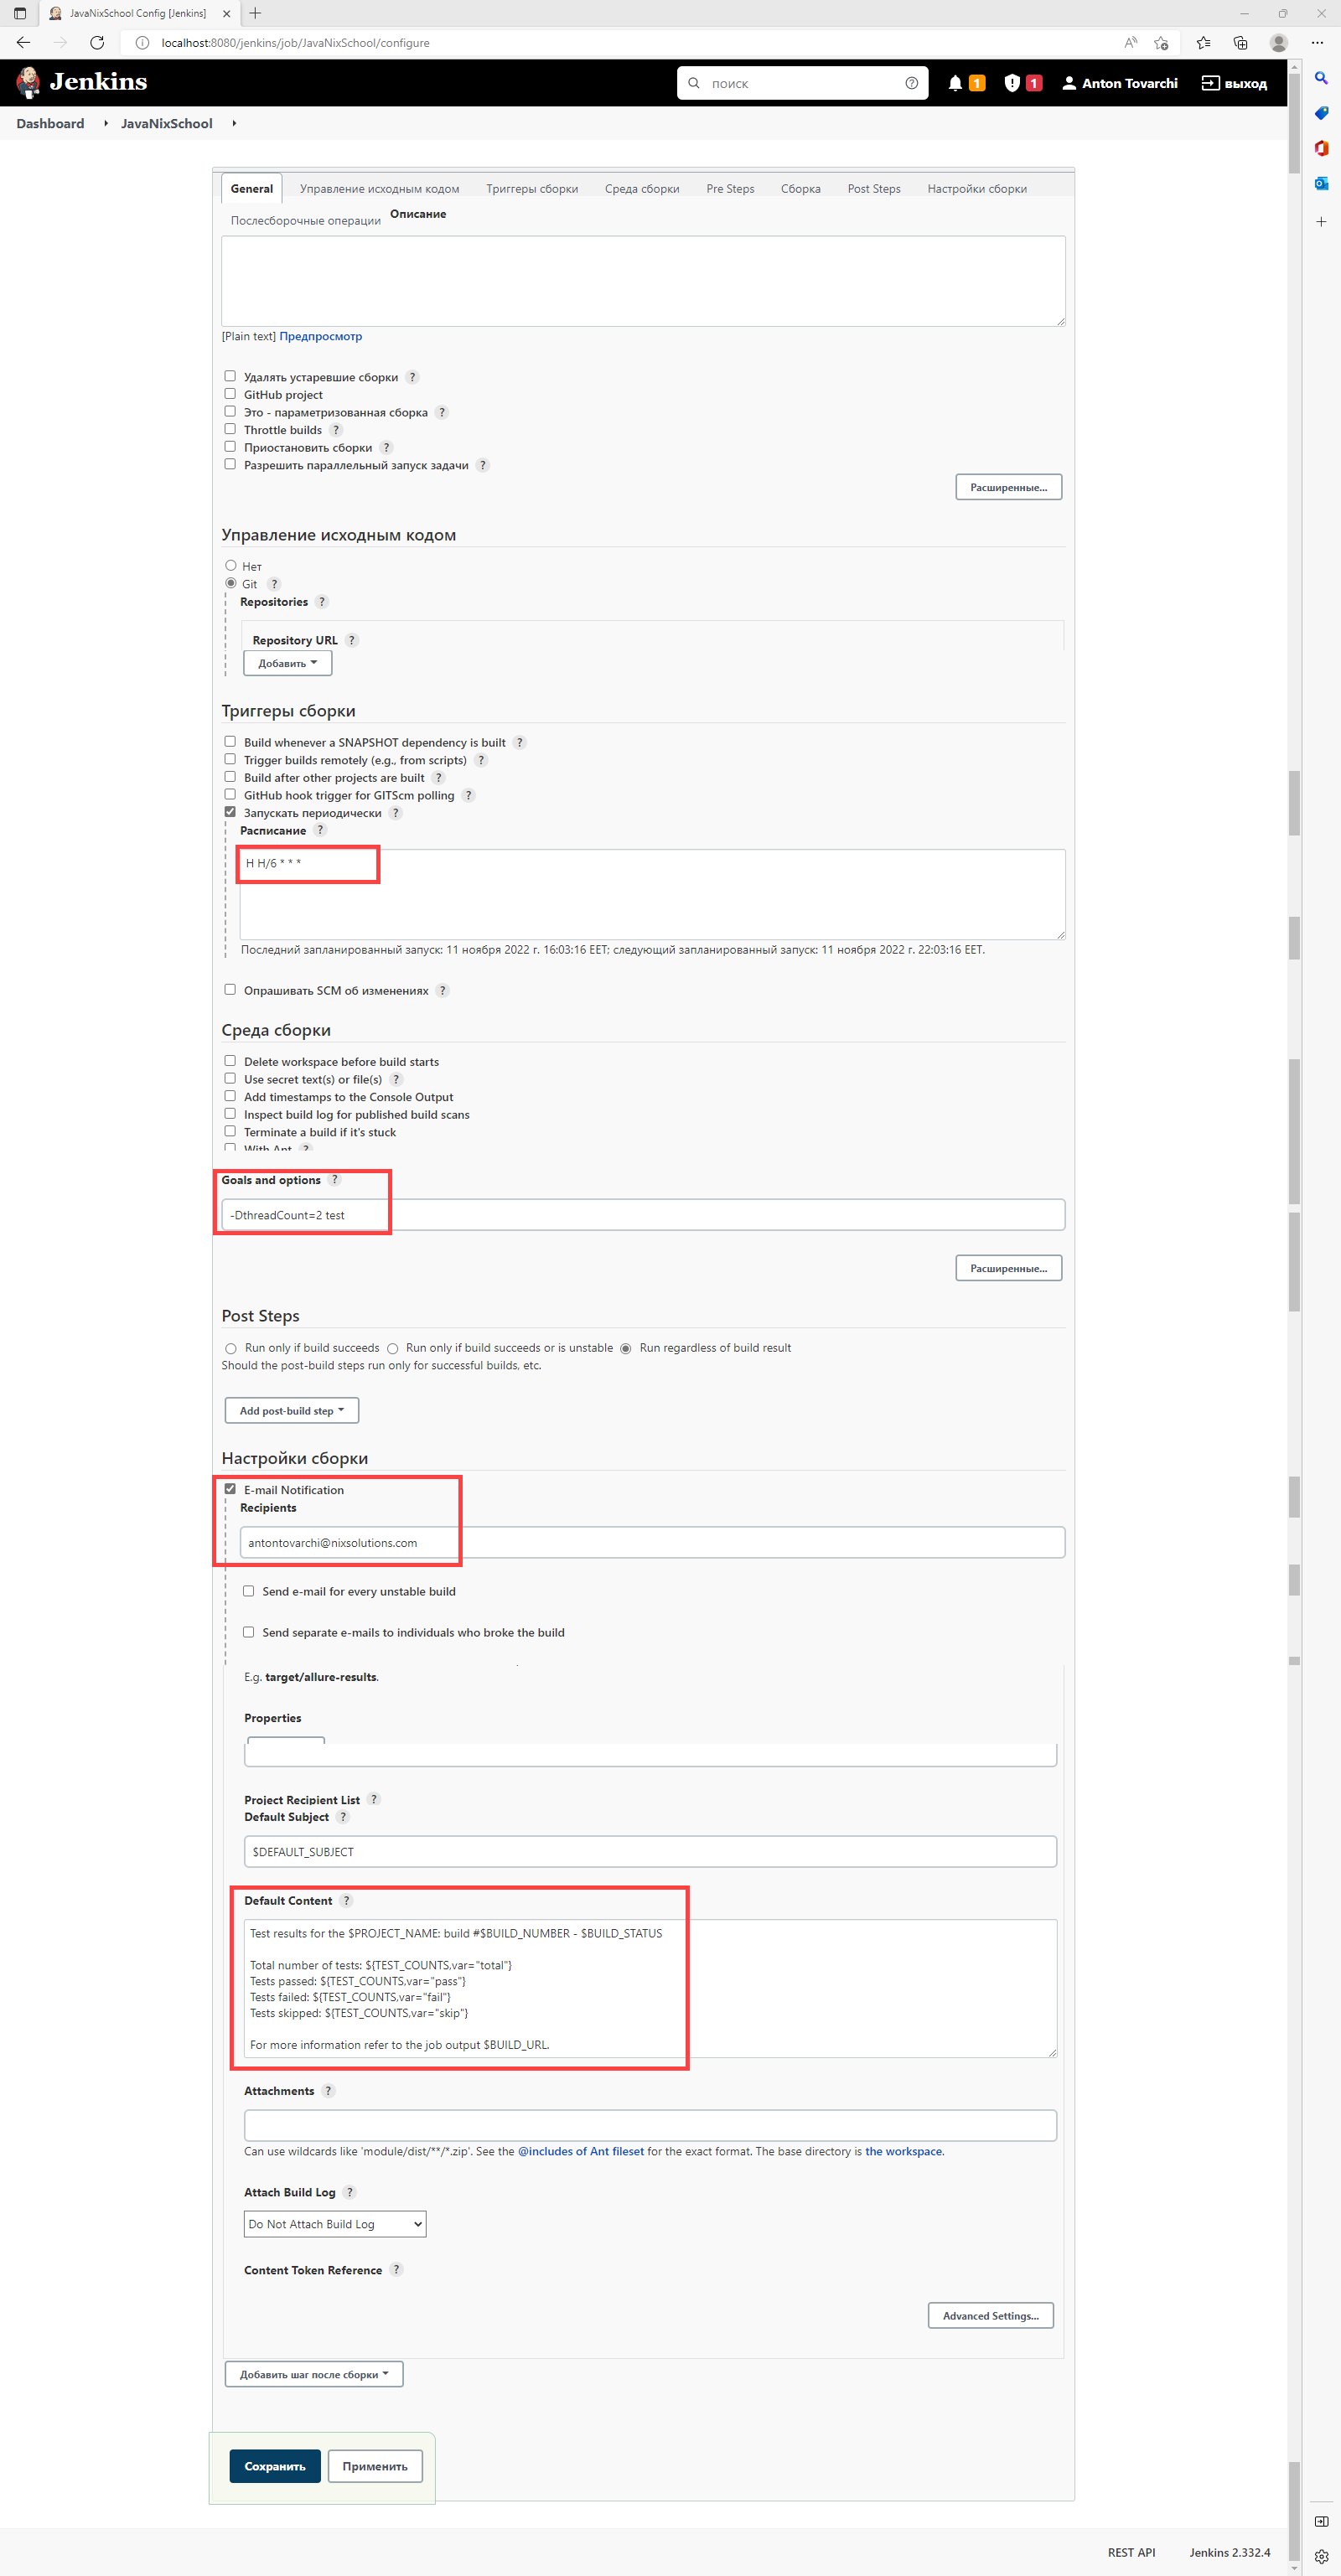 JavaNixSchool Config [Jenkins]
localhost:8080/jenkins/job/JavaNixSchool/configure
Jenkins
поиск
1
1
Anton Tovarchi
выход
Dashboard
JavaNixSchool
General
Управление исходным кодом
Триггеры сборки
Среда сборки
Pre Steps
Сборка
Post Steps
Настройки сборки
Послесборочные операции
Описание
[Plain text] Предпросмотр
Удалять устаревшие сборки ?
GitHub project
Это - параметризованная сборка ?
Throttle builds ?
Приостановить сборки ?
Разрешить параллельный запуск задачи ?
Расширенные...
Управление исходным кодом
Нет
Git ?
Repositories ?
Repository URL ?
Добавить
Триггеры сборки
Build whenever a SNAPSHOT dependency is built ?
Trigger builds remotely (e.g., from scripts) ?
Build after other projects are built ?
GitHub hook trigger for GITScm polling ?
Запускать периодически ?
Расписание ?
H H/6 * * *
Последний запланированный запуск: 11 ноября 2022 г. 16:03:16 EET; следующий запланированный запуск: 11 ноября 2022 г. 22:03:16 EET.
Опрашивать SCM об изменениях ?
Среда сборки
Delete workspace before build starts
Use secret text(s) or file(s) ?
Add timestamps to the Console Output
Inspect build log for published build scans
Terminate a build if it's stuck
With Ant ?
Goals and options ?
-DthreadCount=2 test
Расширенные...
Post Steps
Run only if build succeeds
Run only if build succeeds or is unstable
Run regardless of build result
Should the post-build steps run only for successful builds, etc.
Add post-build step
Настройки сборки
E-mail Notification
Recipients
antontovarchi@nixsolutions.com
Send e-mail for every unstable build
Send separate e-mails to individuals who broke the build
E.g. target/allure-results.
Properties
Project Recipient List ?
Default Subject ?
$DEFAULT_SUBJECT
Default Content ?
Test results for the $PROJECT_NAME: build #$BUILD_NUMBER - $BUILD_STATUS
Total number of tests: ${TEST_COUNTS,var="total"}
Tests passed: ${TEST_COUNTS,var="pass"}
Tests failed: ${TEST_COUNTS,var="fail"}
Tests skipped: ${TEST_COUNTS,var="skip"}
For more information refer to the job output $BUILD_URL.
Attachments ?
Can use wildcards like 'module/dist/**/*.zip'. See the @includes of Ant fileset for the exact format. The base directory is the workspace.
Attach Build Log ?
Do Not Attach Build Log
Content Token Reference ?
Advanced Settings...
Добавить шаг после сборки
Сохранить
Применить
REST API
Jenkins 2.332.4